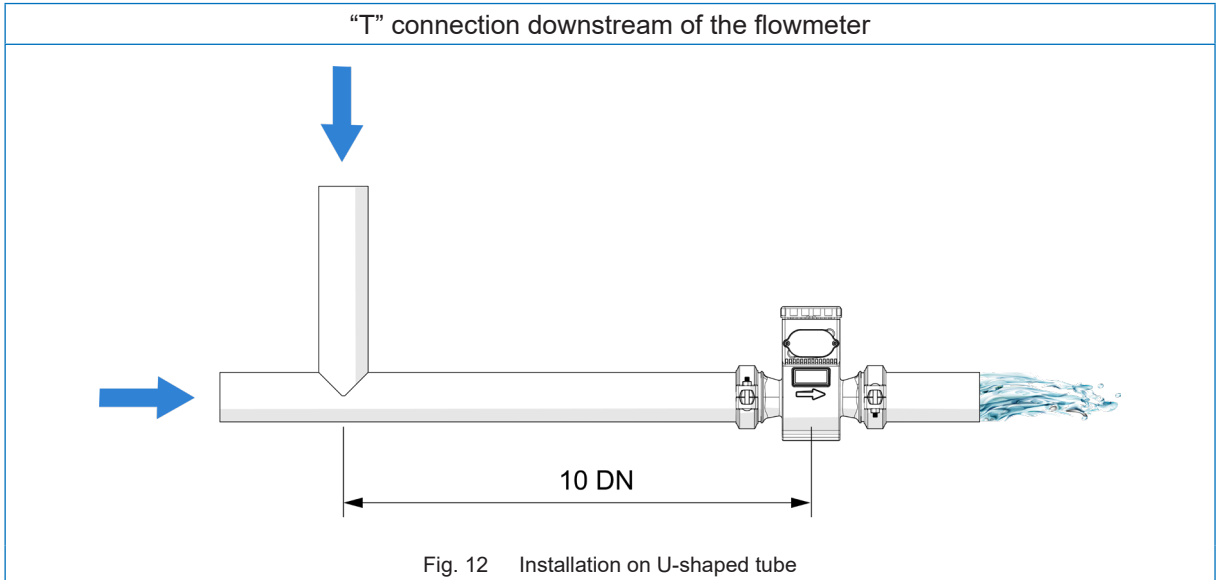 “T” connection downstream of the flowmeter
10 DN
Fig. 12 Installation on U-shaped tube